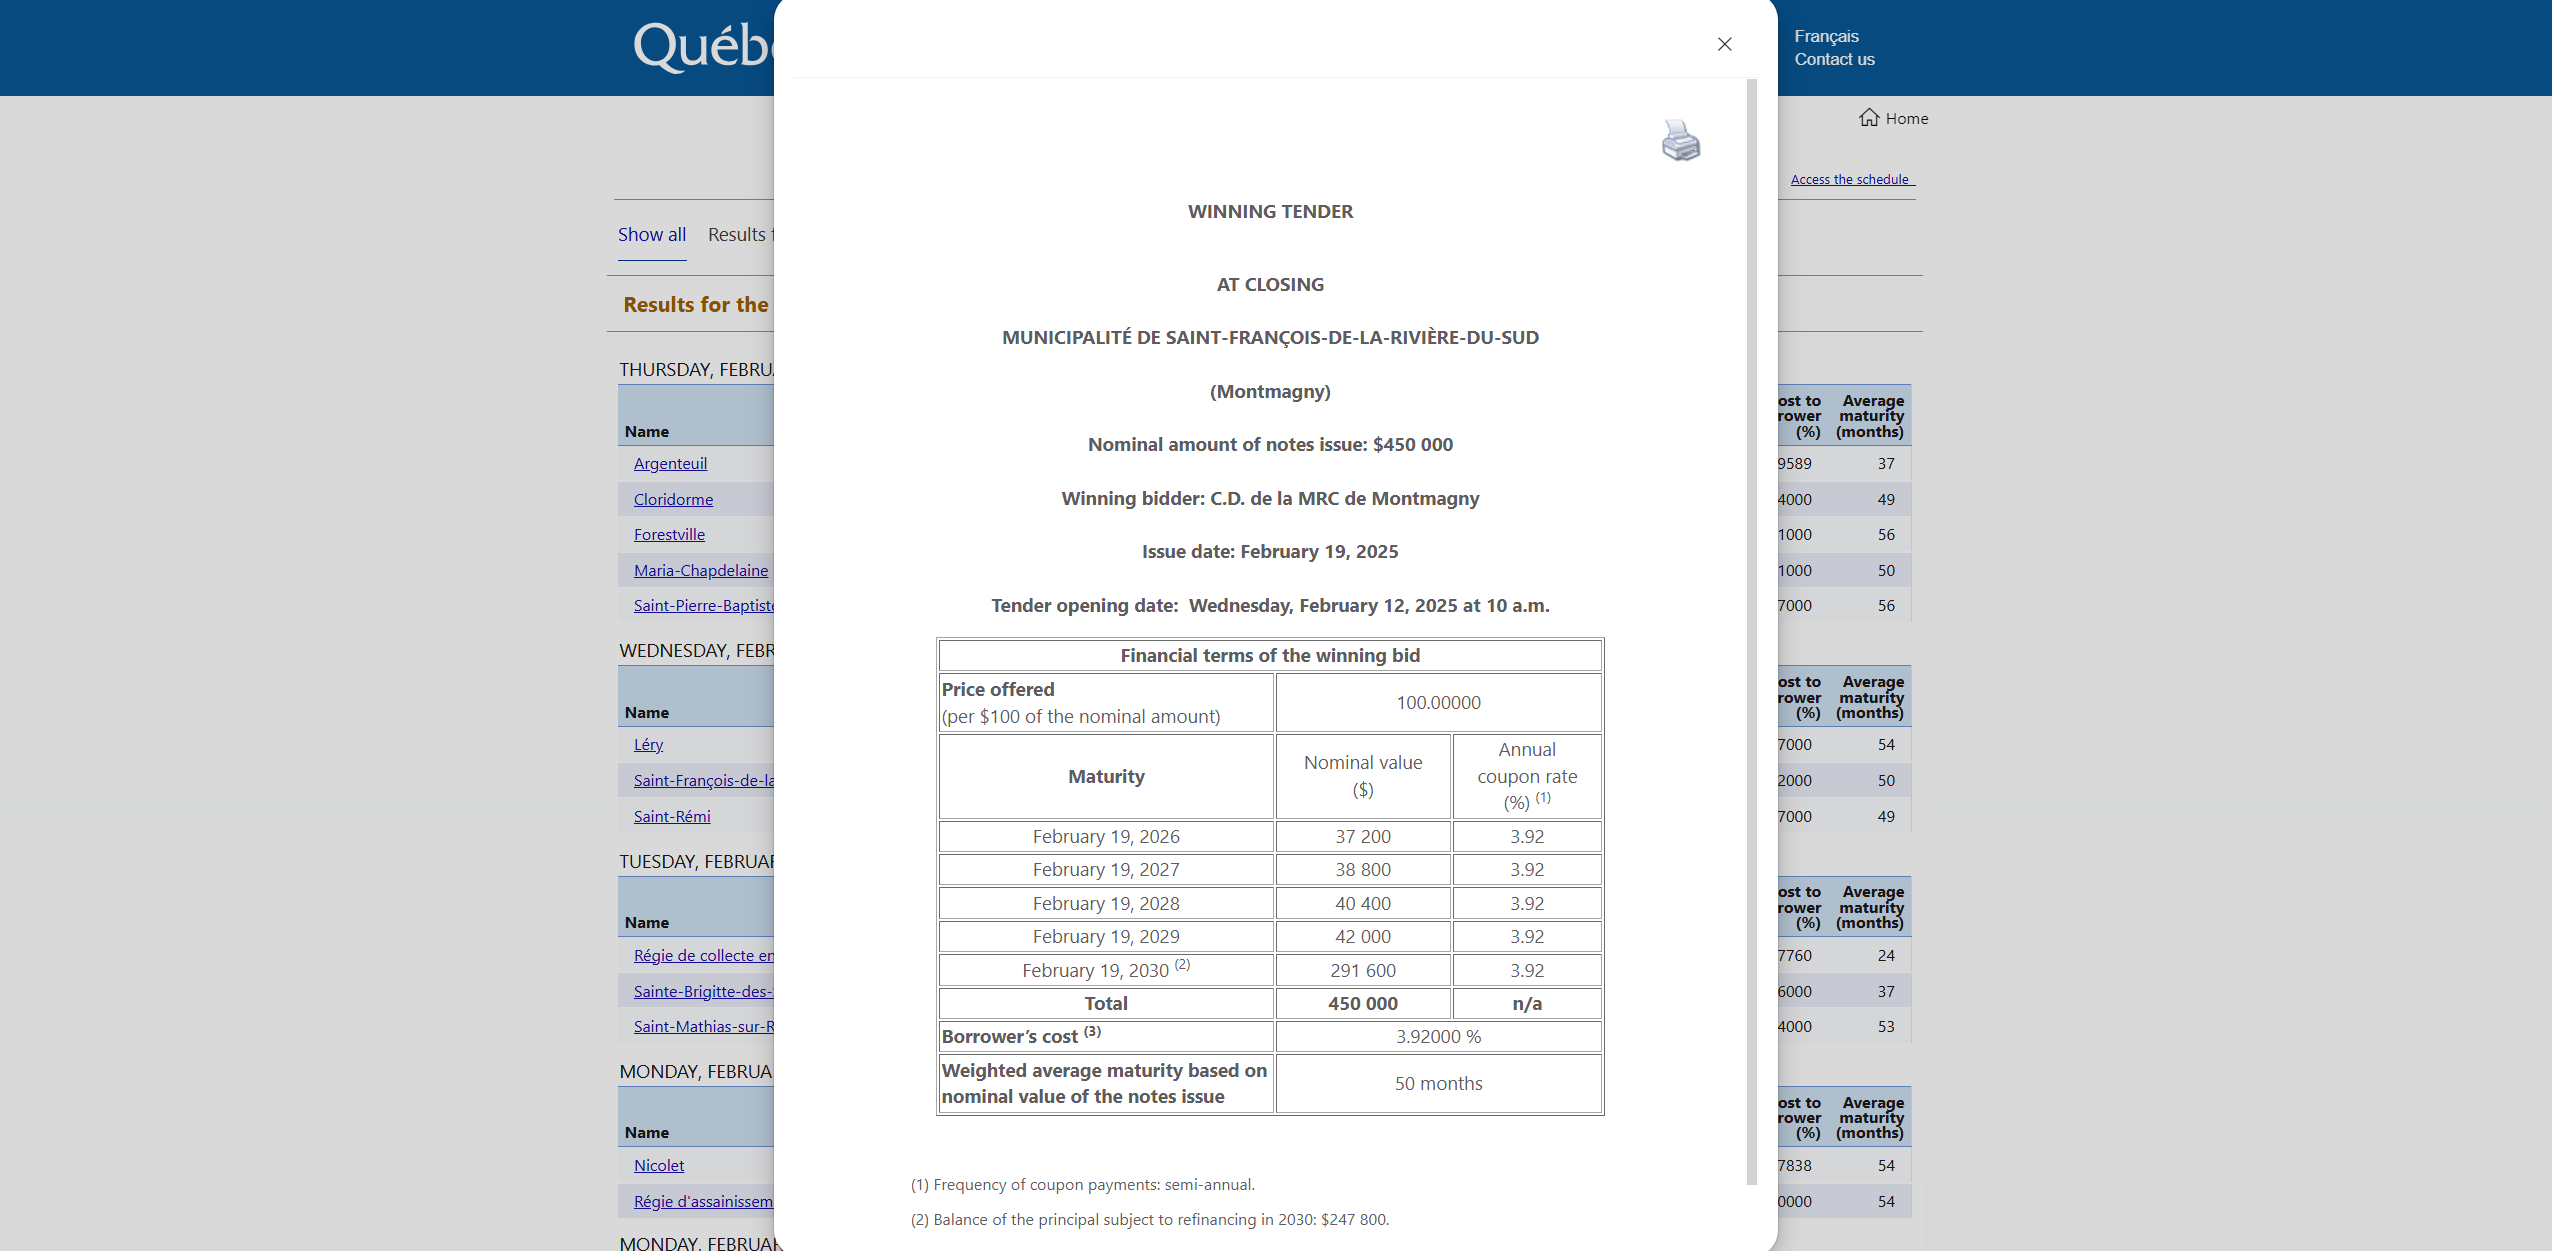 Québ
Français
Contact us
Home
Access the schedule
Show all Results
Results for the
THURSDAY, FEBRU
Name
ost to Average
rower maturity
(%) (months)
Argenteuil
9589 37
Cloridorme
4000 49
Forestville
1000 56
Maria-Chapdelaine
1000 50
Saint-Pierre-Baptiste
7000 56
WEDNESDAY, FEBR
Name
ost to Average
rower maturity
(%) (months)
Léry
7000 54
Saint-François-de-la
2000 50
Saint-Rémi
7000 49
TUESDAY, FEBRUAR
Name
ost to Average
rower maturity
(%) (months)
Régie de collecte en
7760 24
Sainte-Brigitte-des-
6000 37
Saint-Mathias-sur-R
4000 53
MONDAY, FEBRUA
Name
ost to Average
rower maturity
(%) (months)
Nicolet
7838 54
Régie d'assainissem
0000 54
MONDAY, FEBRUAR
WINNING TENDER
AT CLOSING
MUNICIPALITÉ DE SAINT-FRANÇOIS-DE-LA-RIVIÈRE-DU-SUD
(Montmagny)
Nominal amount of notes issue: $450 000
Winning bidder: C.D. de la MRC de Montmagny
Issue date: February 19, 2025
Tender opening date: Wednesday, February 12, 2025 at 10 a.m.
Financial terms of the winning bid
Price offered
(per $100 of the nominal amount)
100.00000
Maturity
Nominal value
($)
Annual
coupon rate
(%) (1)
February 19, 2026 37 200 3.92
February 19, 2027 38 800 3.92
February 19, 2028 40 400 3.92
February 19, 2029 42 000 3.92
February 19, 2030 (2) 291 600 3.92
Total 450 000 n/a
Borrower’s cost (3) 3.92000 %
Weighted average maturity based on
nominal value of the notes issue
50 months
(1) Frequency of coupon payments: semi-annual.
(2) Balance of the principal subject to refinancing in 2030: $247 800.